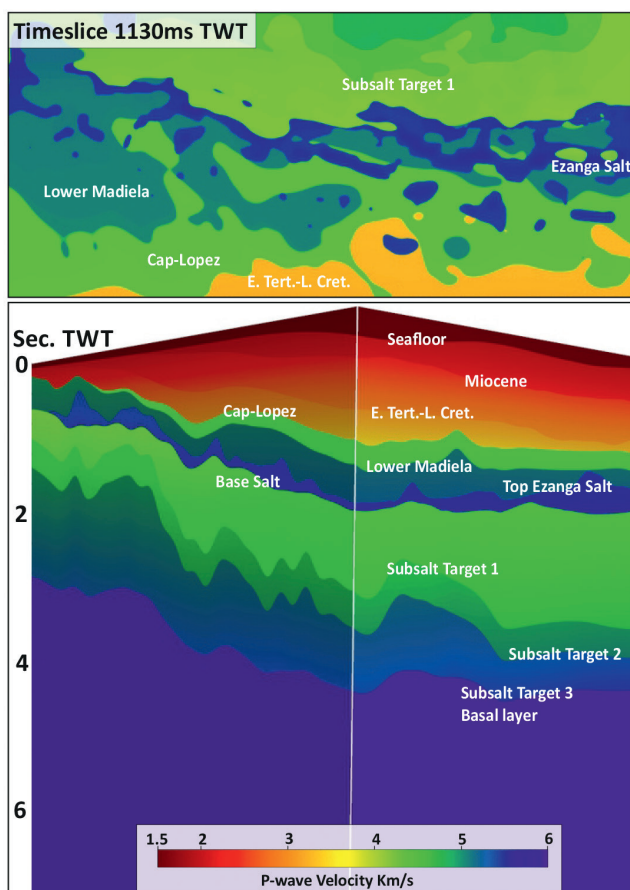 Timeslice 1130ms TWT
Subsalt Target 1
Ezanga Salt
Lower Madiela
Cap-Lopez
E. Tert.-L. Cret.
Sec. TWT
0
Seafloor
Miocene
Cap-Lopez
E. Tert.-L. Cret.
Lower Madiela
Base Salt
Top Ezanga Salt
2
Subsalt Target 1
4
Subsalt Target 2
Subsalt Target 3
Basal layer
6
1.5 2 3 4 5 6
P-wave Velocity Km/s